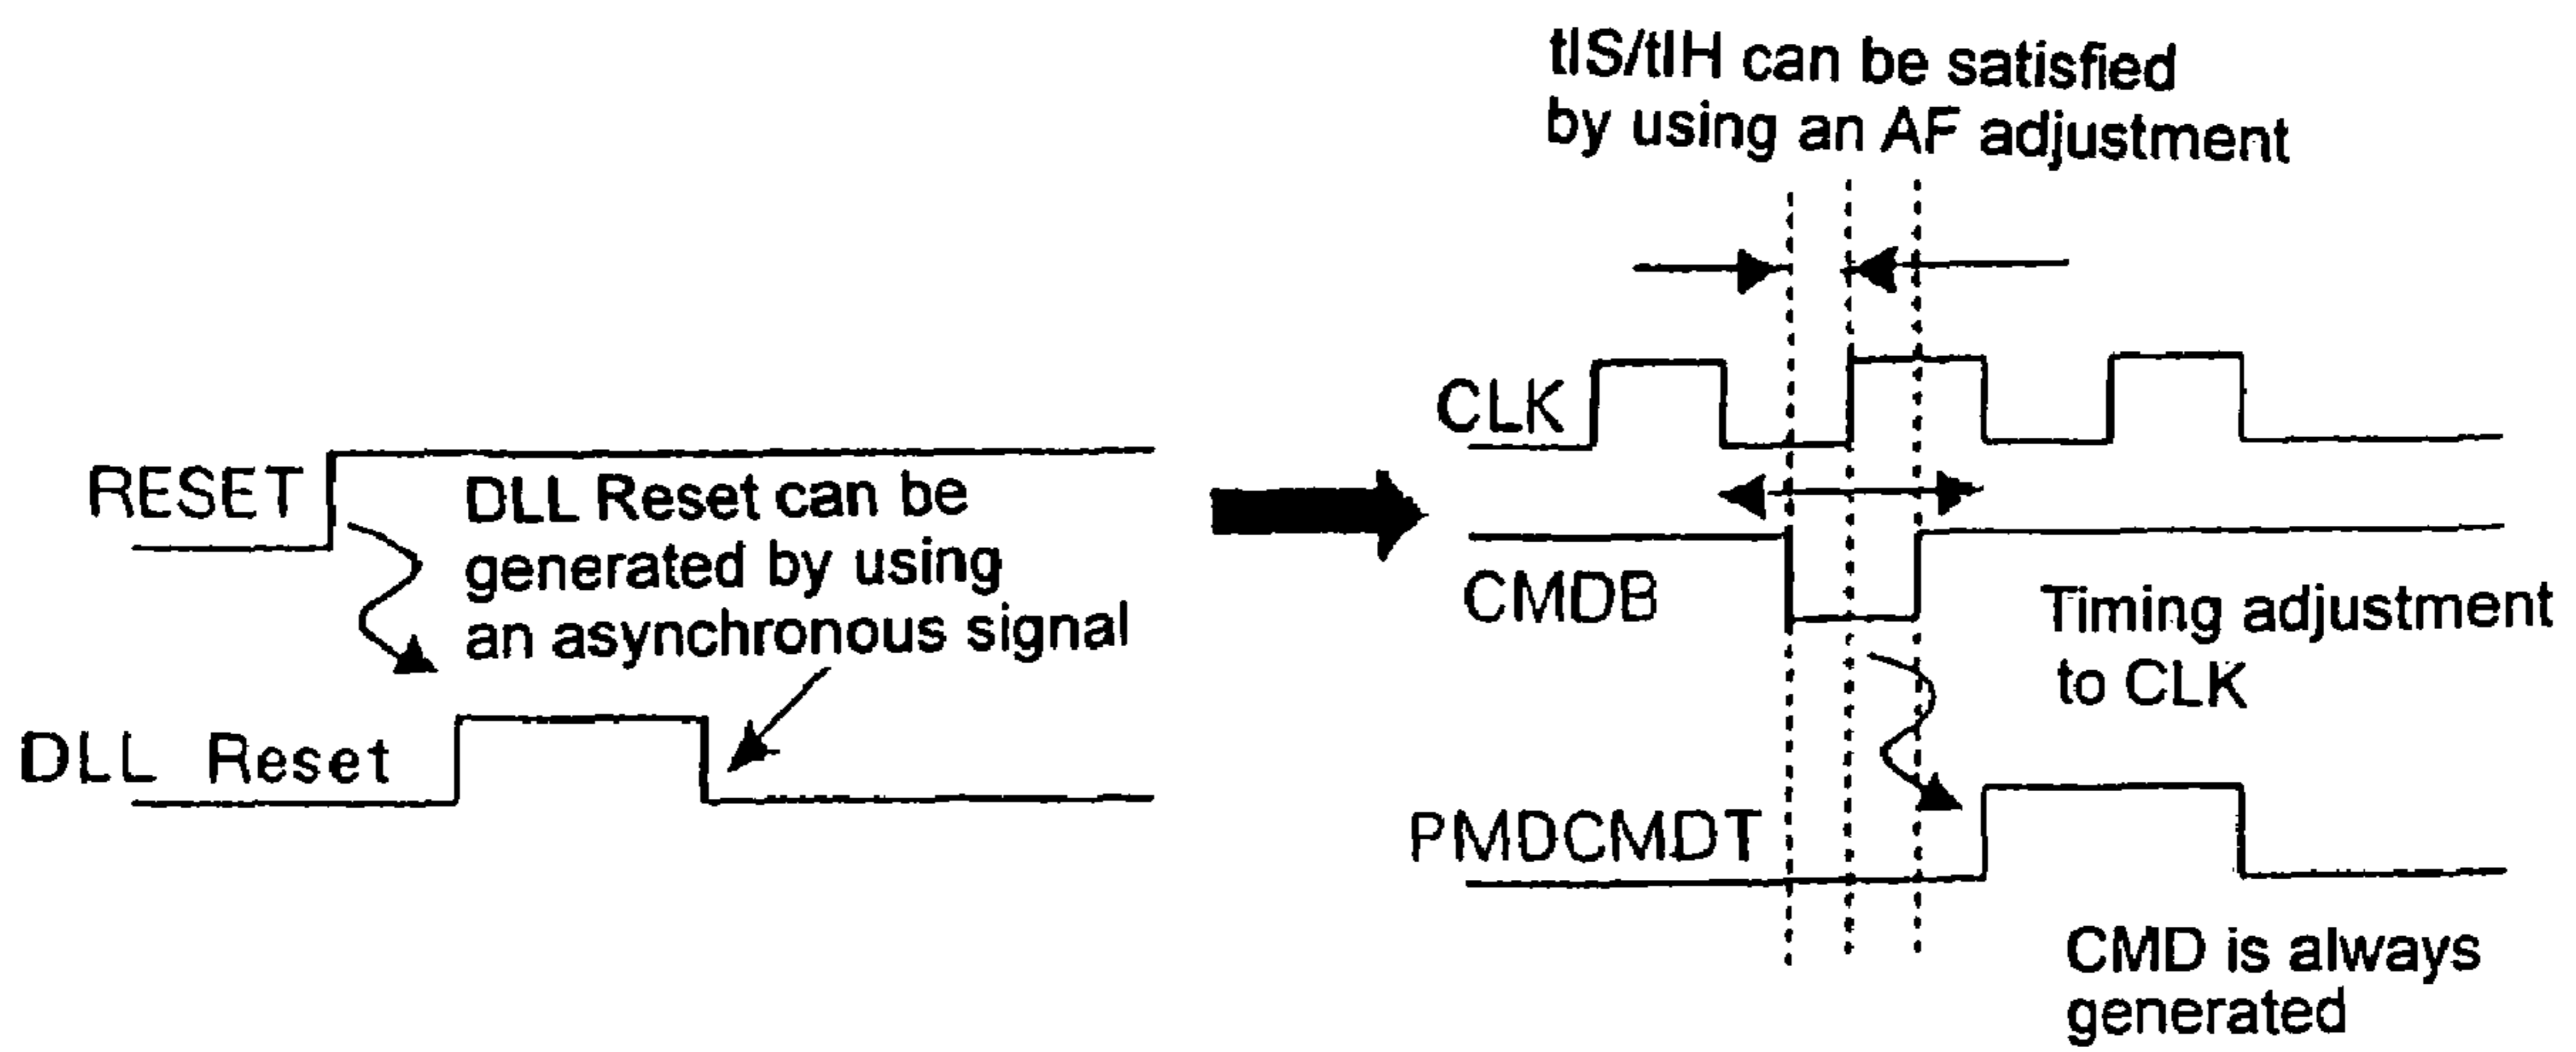 tIS/tIH can be satisfied
by using an AF adjustment
CLK
RESET
DLL Reset can be
generated by using
an asynchronous signal
DLL Reset
CMDB
Timing adjustment
to CLK
PMDCMDT
CMD is always
generated